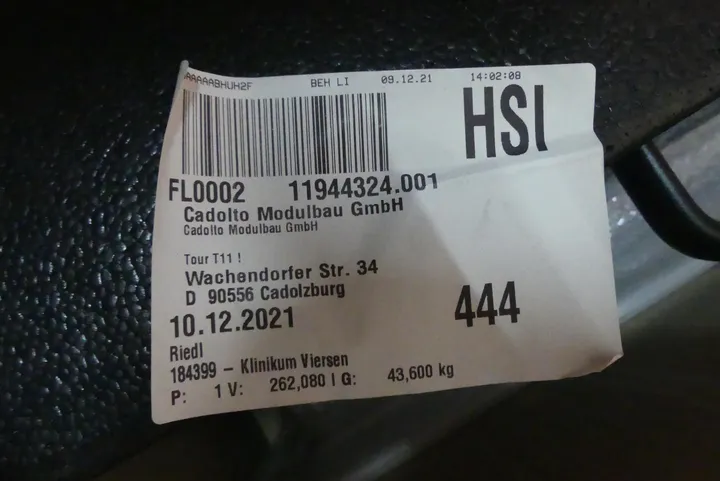 AAAAABHUH2F BEH LI 09.12.21 14:02:08
HSI
FL0002 11944324.001
Cadolto Modulbau GmbH
Cadolto Modulbau GmbH
Tour T11 !
Wachendorfer Str. 34
D 90556 Cadolzburg
10.12.2021 444
Riedl
184399 – Klinikum Viersen
P: 1 V: 262,080 l G: 43,600 kg